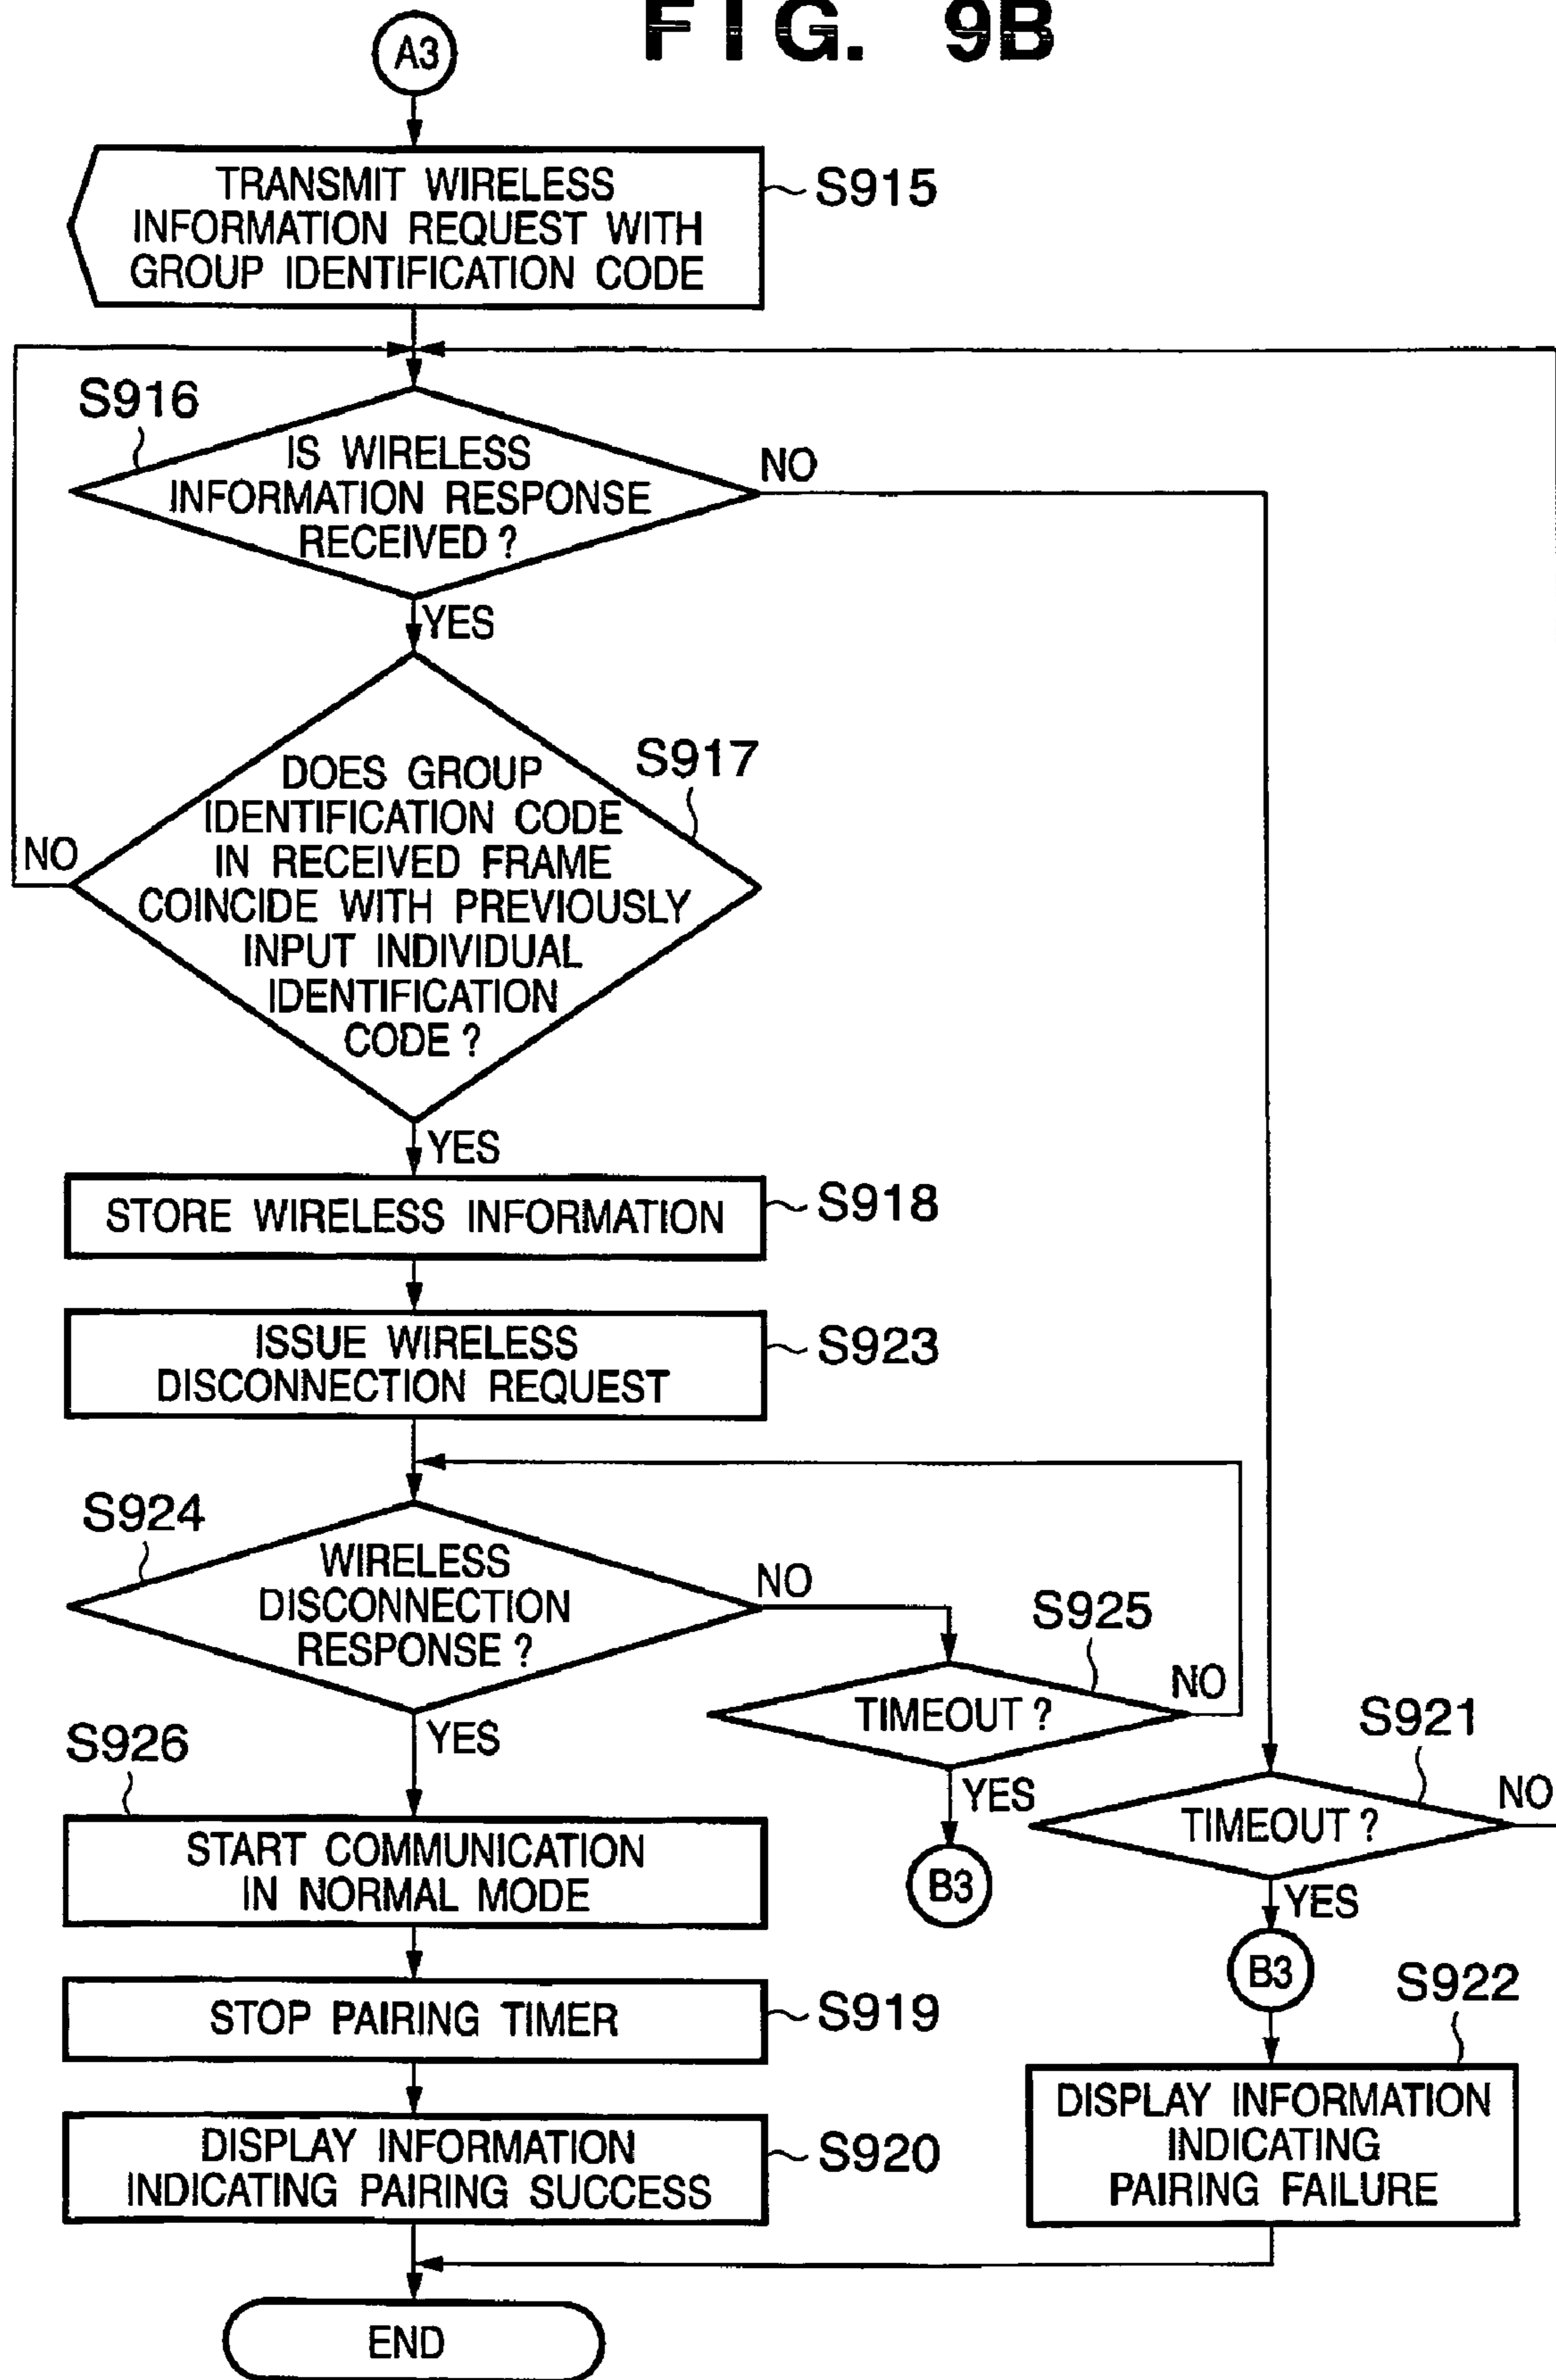 FIG. 9B
A3
TRANSMIT WIRELESS
INFORMATION REQUEST WITH
GROUP IDENTIFICATION CODE
S915
S916
IS WIRELESS
INFORMATION RESPONSE
RECEIVED ?
NO
YES
S917
DOES GROUP
IDENTIFICATION CODE
IN RECEIVED FRAME
COINCIDE WITH PREVIOUSLY
INPUT INDIVIDUAL
IDENTIFICATION
CODE ?
NO
YES
STORE WIRELESS INFORMATION
S918
ISSUE WIRELESS
DISCONNECTION REQUEST
S923
S924
WIRELESS
DISCONNECTION
RESPONSE ?
NO
YES
S925
TIMEOUT ?
NO
YES
B3
S921
TIMEOUT ?
NO
YES
B3
S926
START COMMUNICATION
IN NORMAL MODE
STOP PAIRING TIMER
S919
S922
DISPLAY INFORMATION
INDICATING
PAIRING FAILURE
DISPLAY INFORMATION
INDICATING PAIRING SUCCESS
S920
END